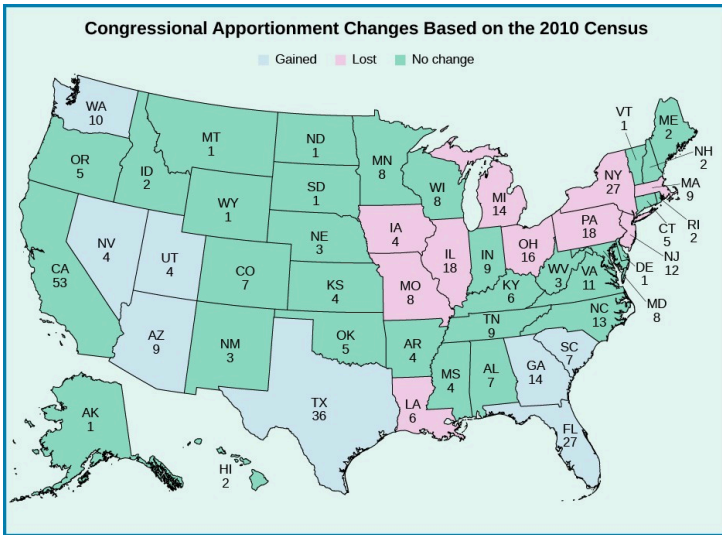 Congressional Apportionment Changes Based on the 2010 Census
Gained Lost No change
WA
10
OR
5
CA
53
NV
4
ID
2
MT
1
WY
1
UT
4
AZ
9
CO
7
NM
3
ND
1
SD
1
NE
3
KS
4
OK
5
TX
36
MN
8
IA
4
MO
8
AR
4
LA
6
WI
8
IL
18
MI
14
IN
9
OH
16
KY
6
TN
9
MS
4
AL
7
GA
14
FL
27
SC
7
NC
13
VA
11
WV
3
PA
18
NY
27
VT
1
ME
2
NH
2
MA
9
RI
2
CT
5
NJ
12
DE
1
MD
8
AK
1
HI
2